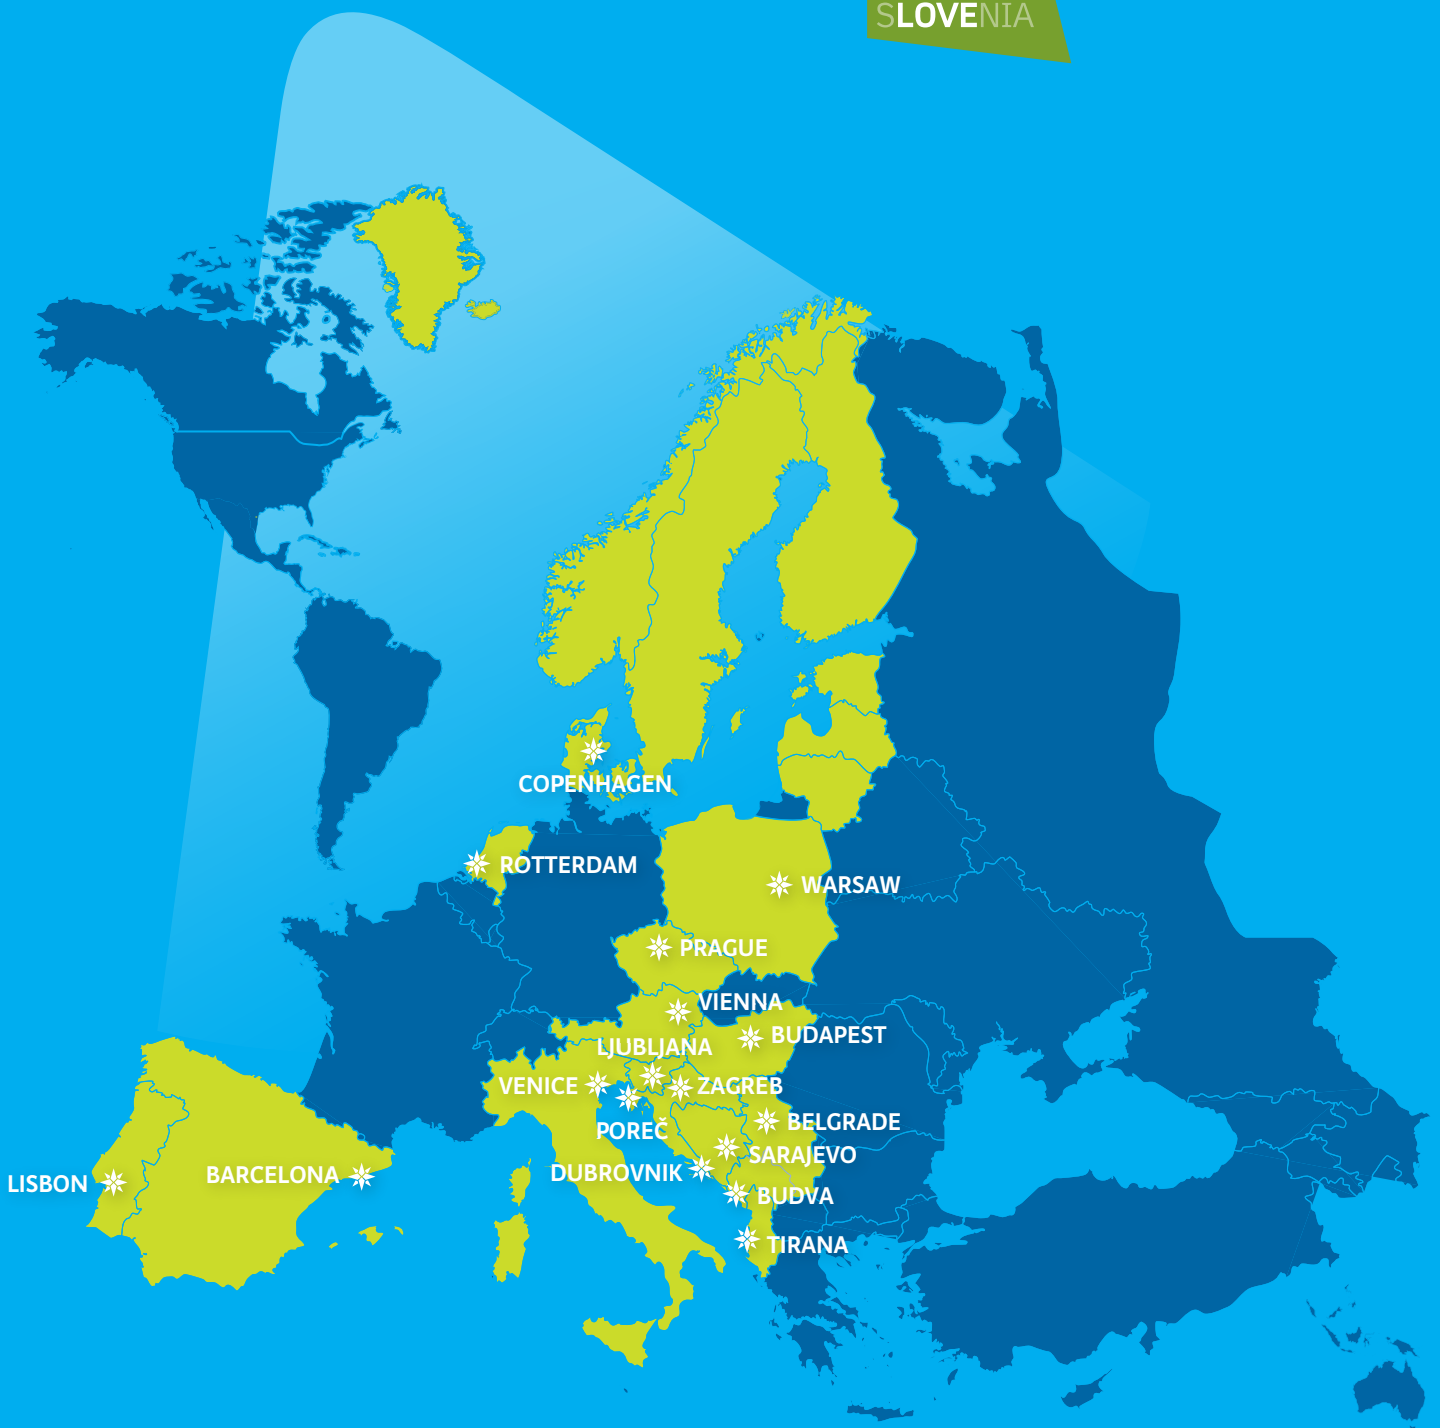 SLOVENIA
COPENHAGEN
ROTTERDAM
WARSAW
PRAGUE
VIENNA
BUDAPEST
LJUBLJANA
VENICE
ZAGREB
BELGRADE
POREČ
SARAJEVO
DUBROVNIK
BARCELONA
LISBON
BUDVA
TIRANA